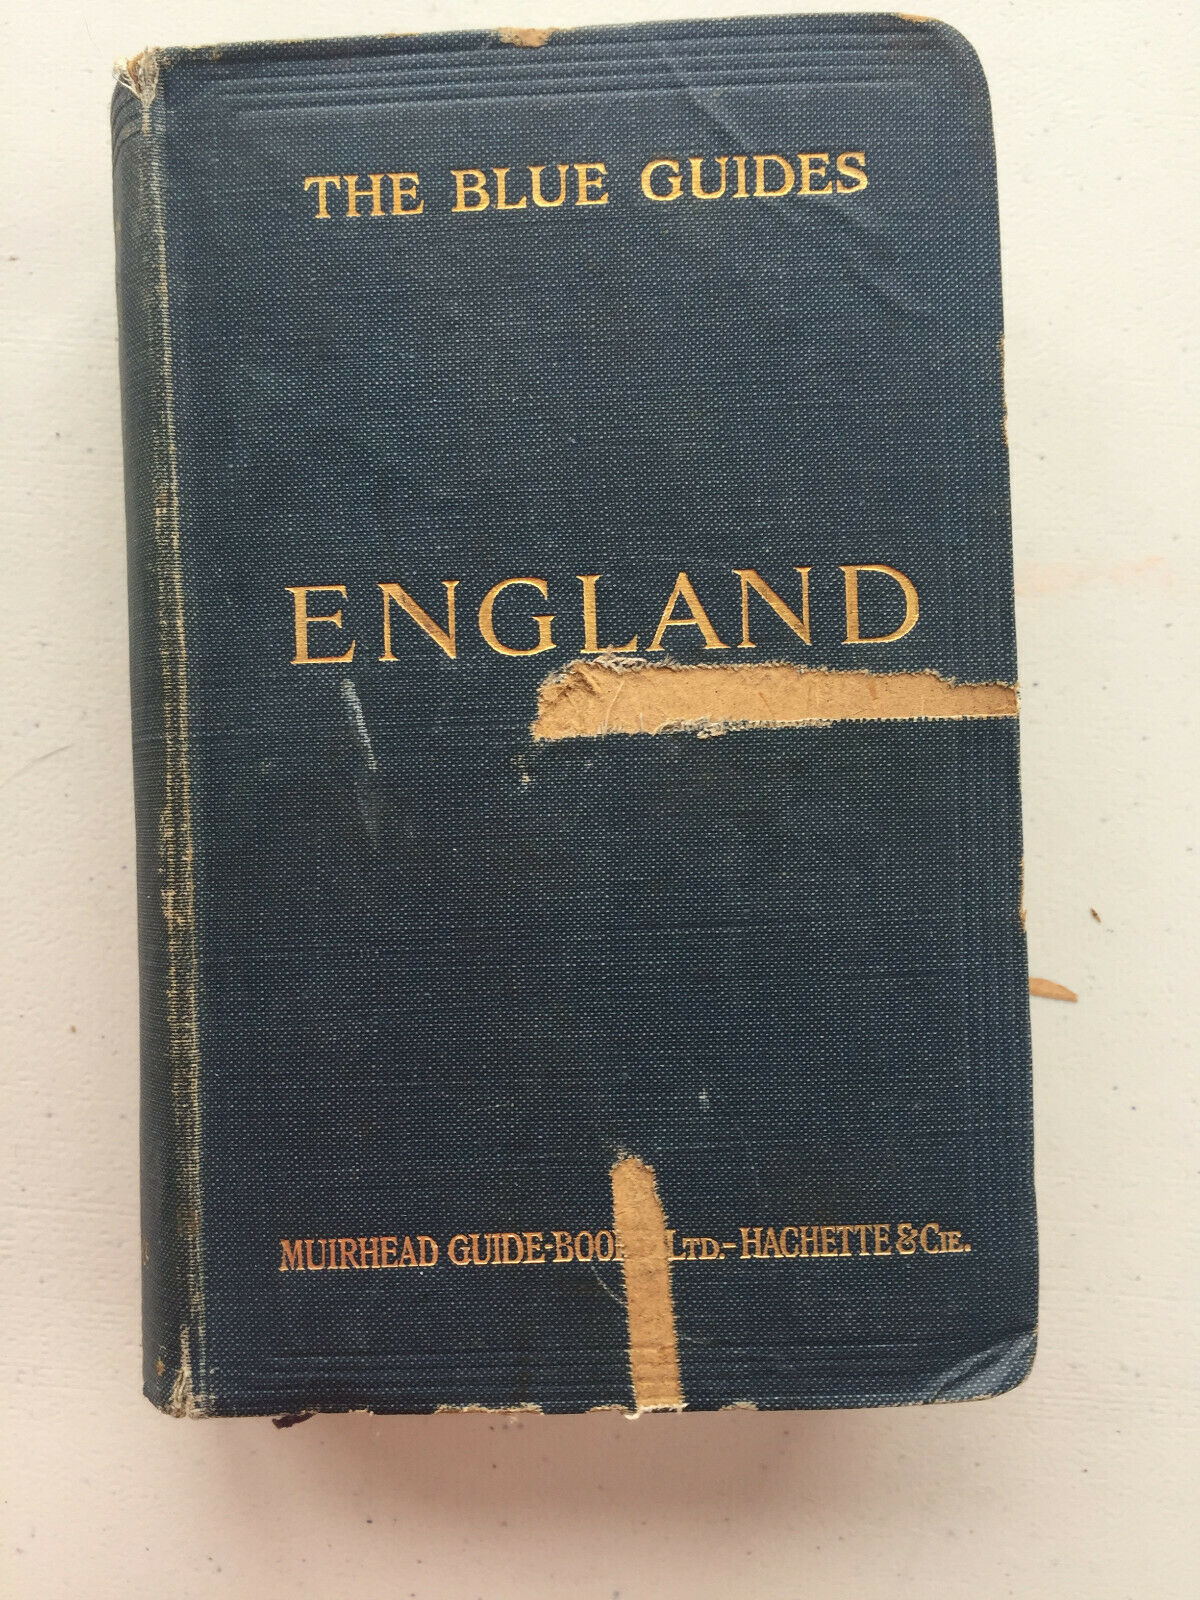 THE BLUE GUIDES
ENGLAND
MUIRHEAD GUIDE-BOO LTD.-HACHETTE & CIE.